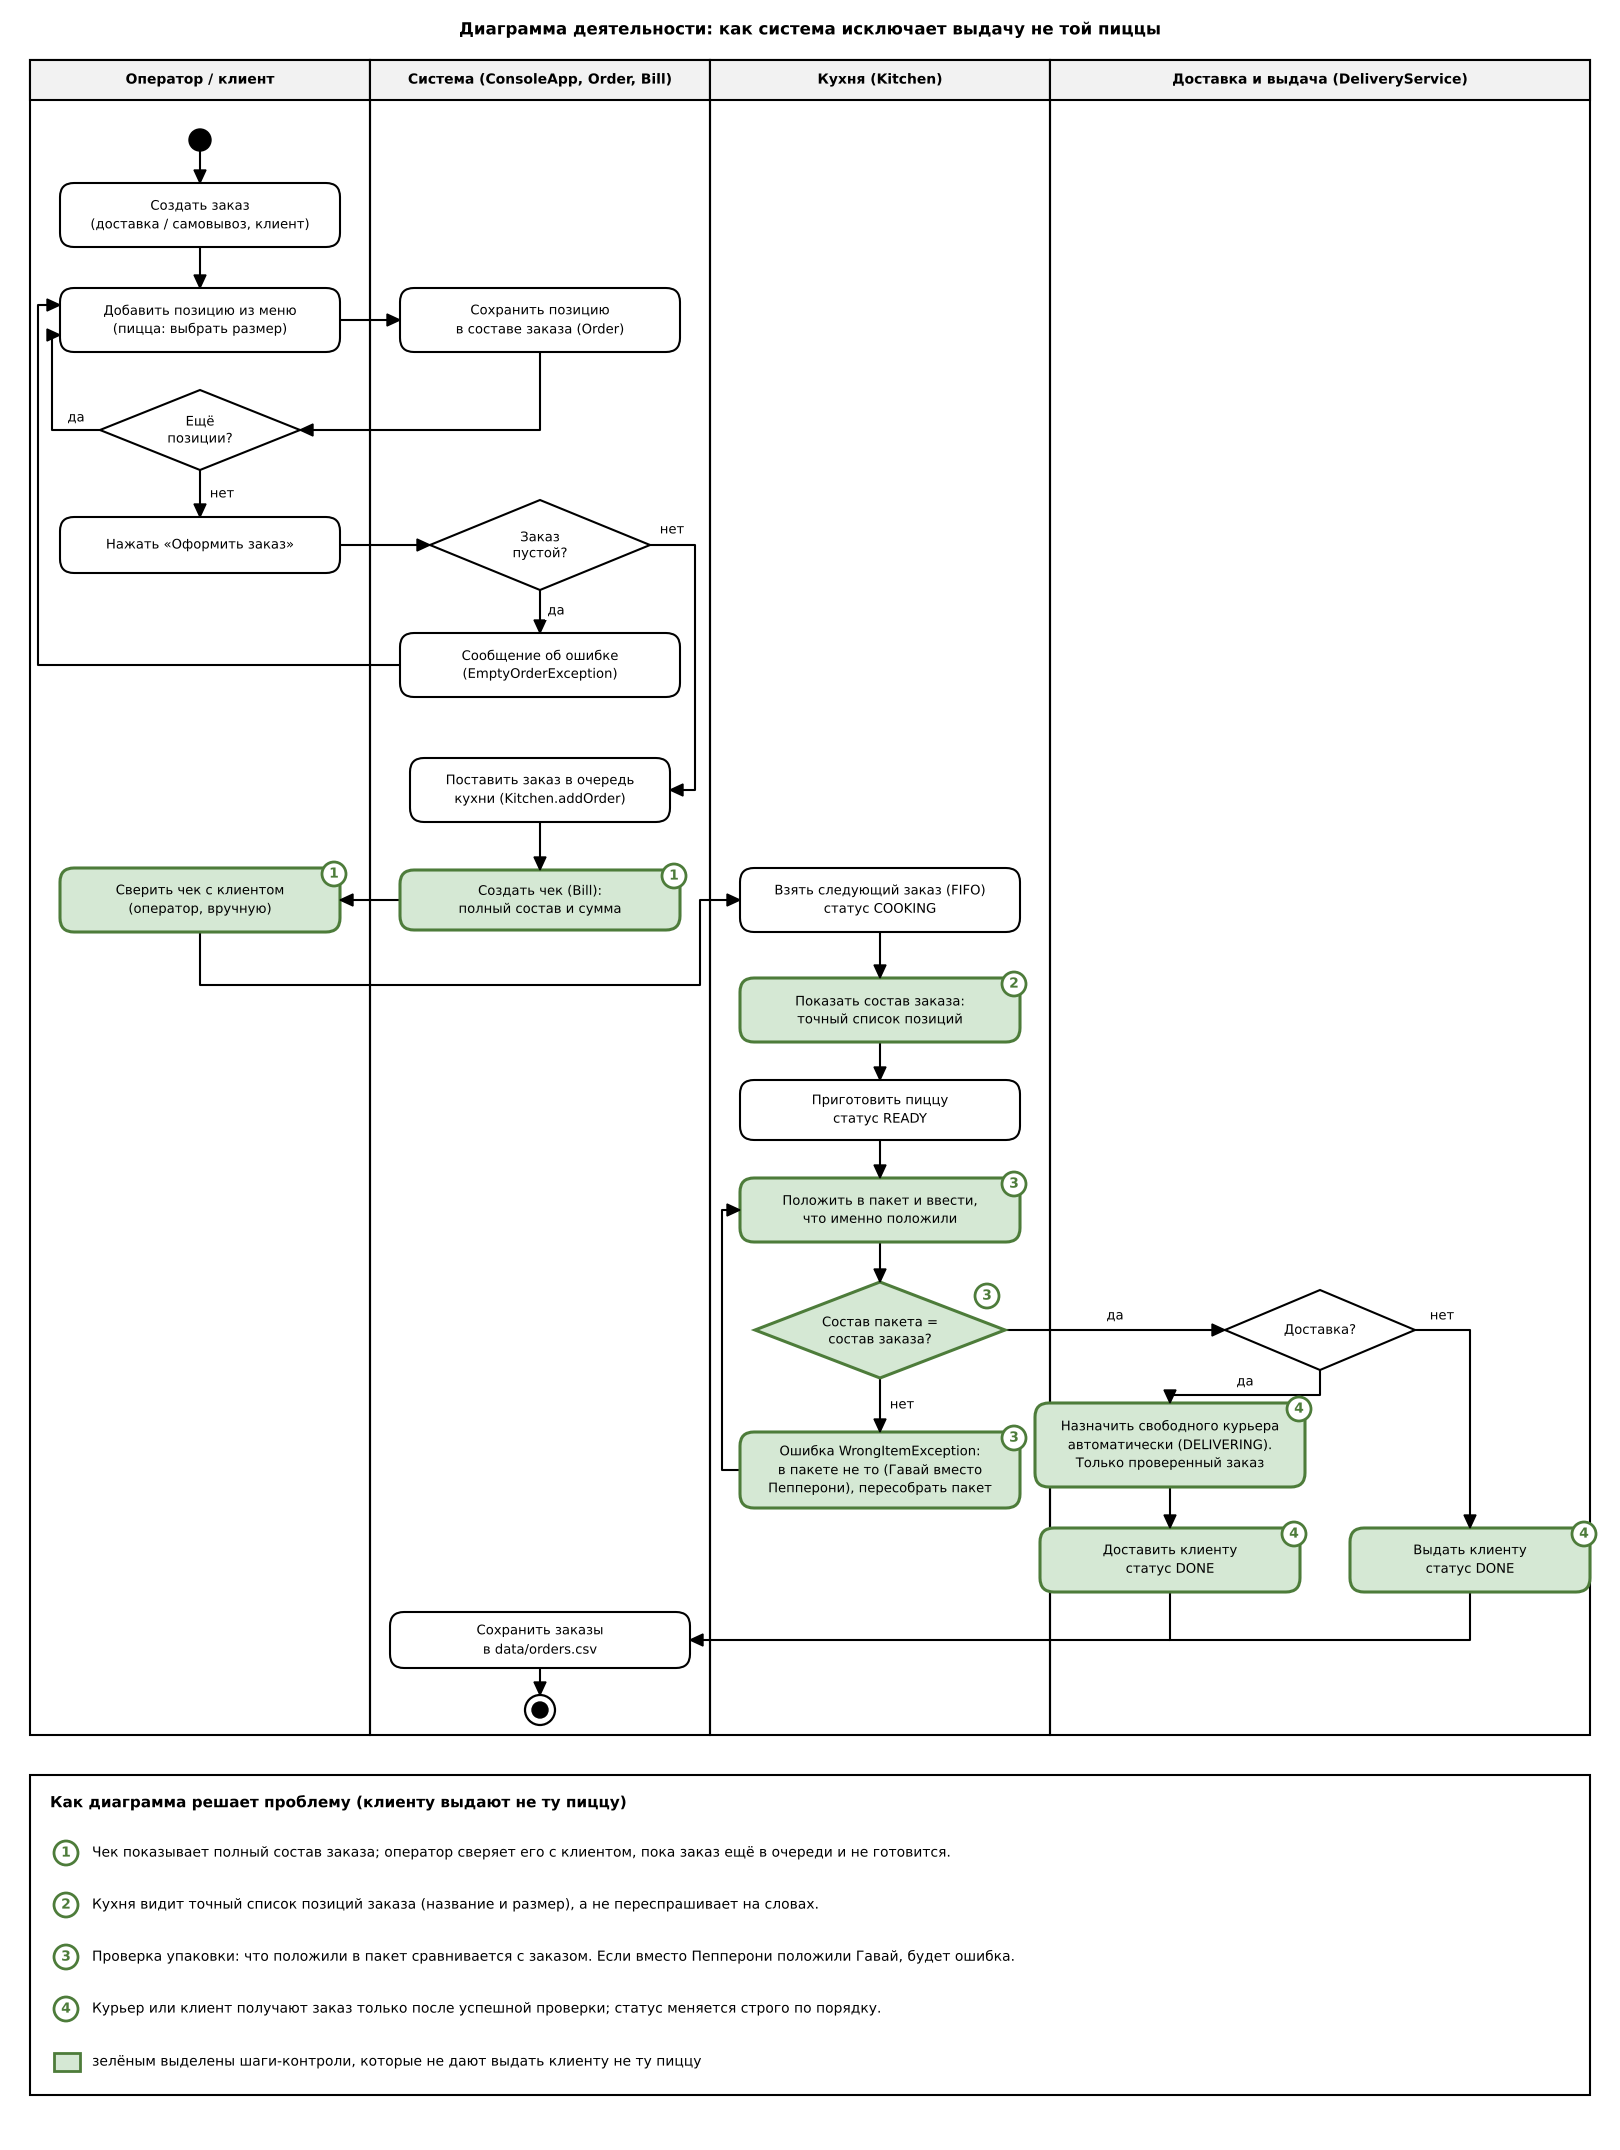 Диаграмма деятельности: как система исключает выдачу не той пиццы
Оператор / клиент
Система (ConsoleApp, Order, Bill)
Кухня (Kitchen)
Доставка и выдача (DeliveryService)
Создать заказ
(доставка / самовывоз, клиент)
Добавить позицию из меню
(пицца: выбрать размер)
Сохранить позицию
в составе заказа (Order)
Ещё
позиции?
да
нет
Нажать «Оформить заказ»
Заказ
пустой?
нет
да
Сообщение об ошибке
(EmptyOrderException)
Поставить заказ в очередь
кухни (Kitchen.addOrder)
Сверить чек с клиентом
(оператор, вручную)
1
Создать чек (Bill):
полный состав и сумма
1
Взять следующий заказ (FIFO)
статус COOKING
Показать состав заказа:
точный список позиций
2
Приготовить пиццу
статус READY
Положить в пакет и ввести,
что именно положили
3
Состав пакета =
состав заказа?
3
да
нет
Доставка?
нет
да
Ошибка WrongItemException:
в пакете не то (Гавай вместо
Пепперони), пересобрать пакет
3
Назначить свободного курьера
автоматически (DELIVERING).
Только проверенный заказ
4
Доставить клиенту
статус DONE
4
Выдать клиенту
статус DONE
4
Сохранить заказы
в data/orders.csv
Как диаграмма решает проблему (клиенту выдают не ту пиццу)
1 Чек показывает полный состав заказа; оператор сверяет его с клиентом, пока заказ ещё в очереди и не готовится.
2 Кухня видит точный список позиций заказа (название и размер), а не переспрашивает на словах.
3 Проверка упаковки: что положили в пакет сравнивается с заказом. Если вместо Пепперони положили Гавай, будет ошибка.
4 Курьер или клиент получают заказ только после успешной проверки; статус меняется строго по порядку.
зелёным выделены шаги-контроли, которые не дают выдать клиенту не ту пиццу